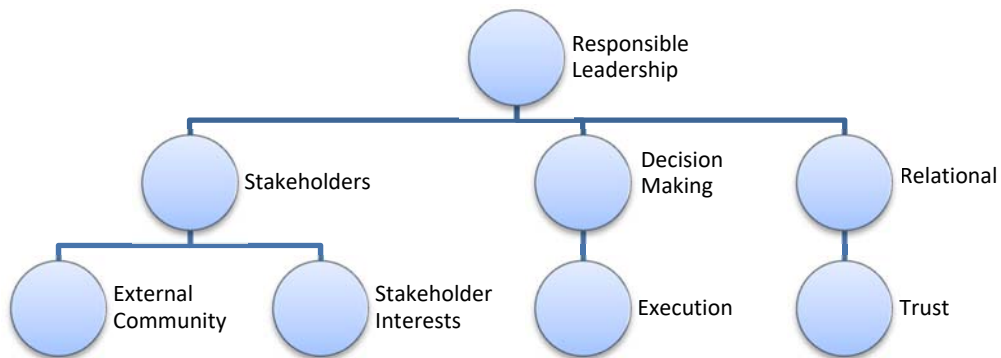 Responsible
Leadership
Stakeholders
Decision
Making
Relational
External
Community
Stakeholder
Interests
Execution
Trust